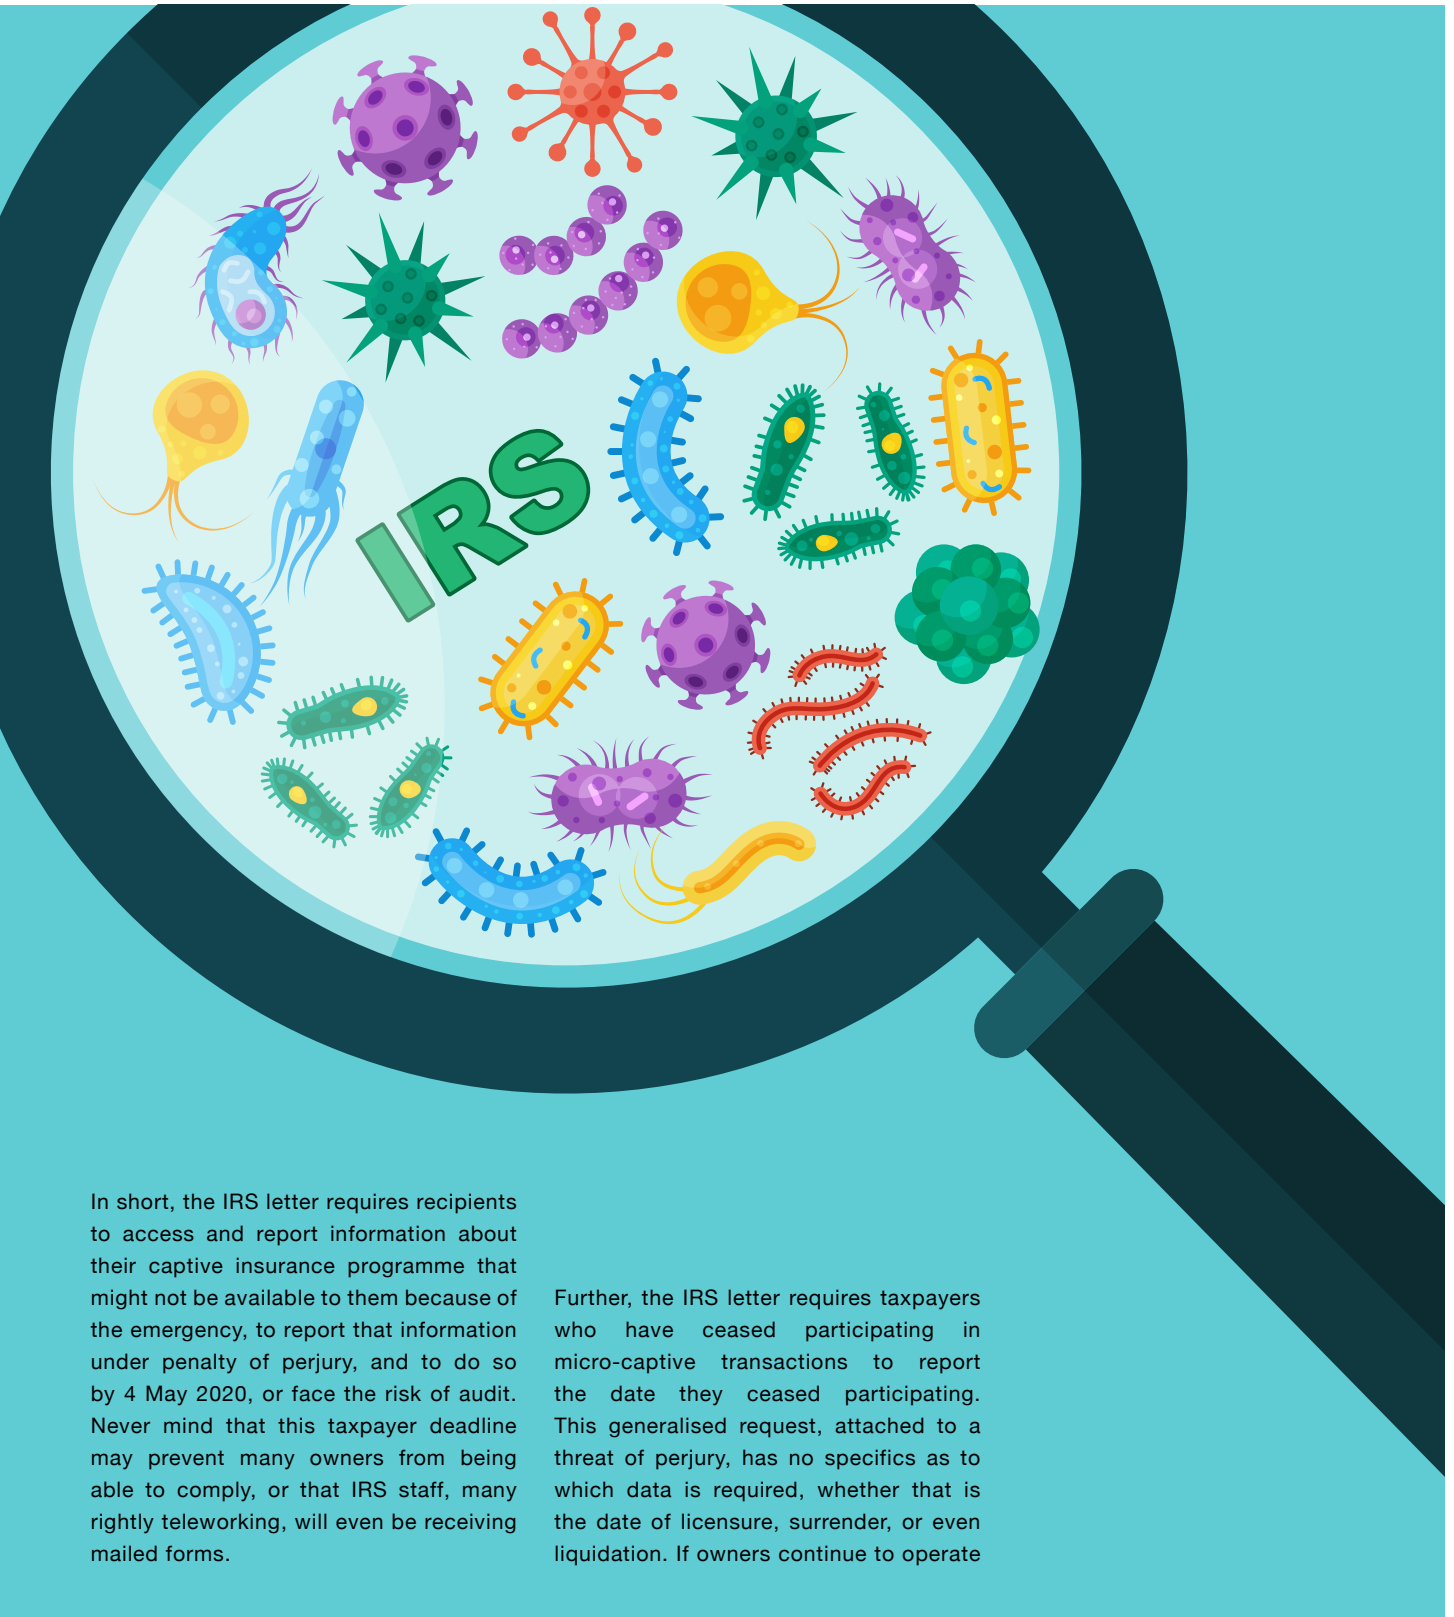 IRS
In short, the IRS letter requires recipients
to access and report information about
their captive insurance programme that
might not be available to them because of
the emergency, to report that information
under penalty of perjury, and to do so
by 4 May 2020, or face the risk of audit.
Never mind that this taxpayer deadline
may prevent many owners from being
able to comply, or that IRS staff, many
rightly teleworking, will even be receiving
mailed forms.
Further, the IRS letter requires taxpayers
who have ceased participating in
micro-captive transactions to report
the date they ceased participating.
This generalised request, attached to a
threat of perjury, has no specifics as to
which data is required, whether that is
the date of licensure, surrender, or even
liquidation. If owners continue to operate